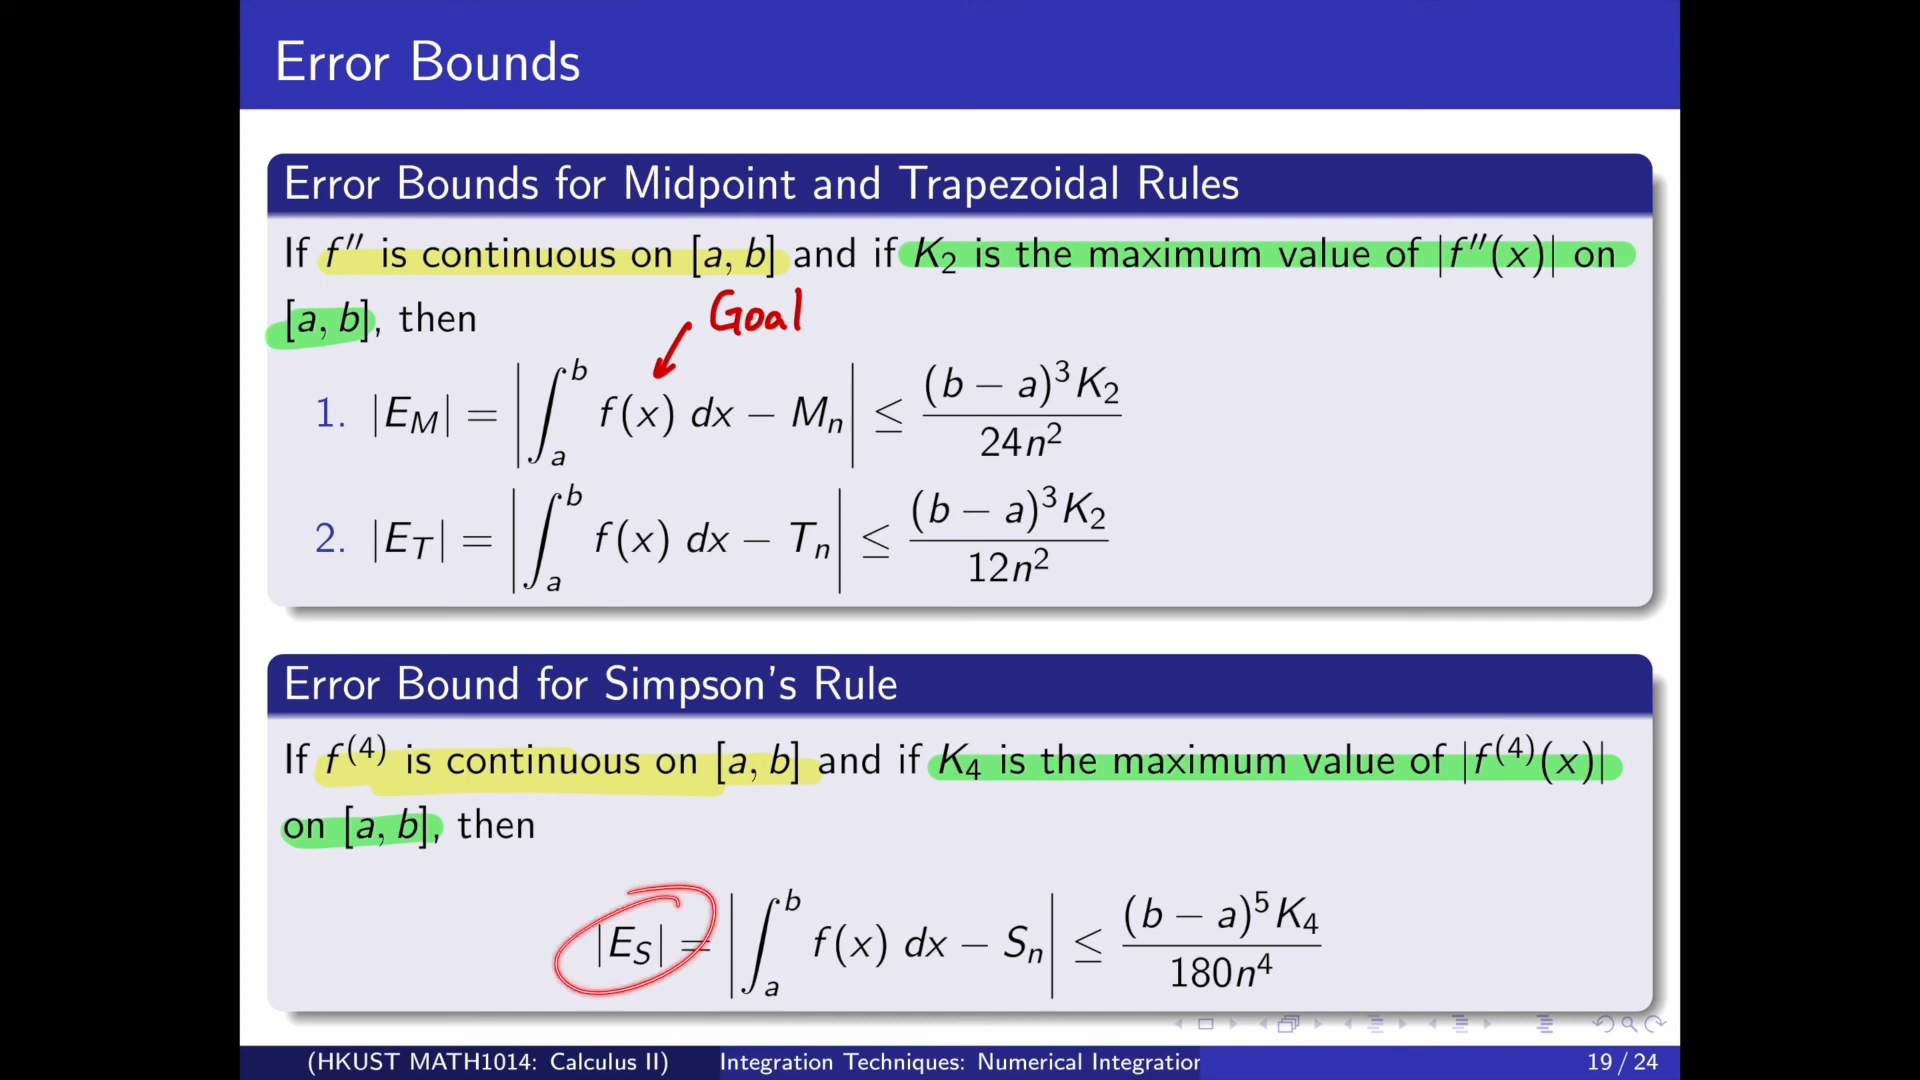 Error Bounds
Error Bounds for Midpoint and Trapezoidal Rules
If f″ is continuous on [a, b] and if K₂ is the maximum value of |f″(x)| on
[a, b], then
Goal
1. |E_M| = |∫_a^b f(x) dx − M_n| ≤ (b − a)³K₂ / 24n²
2. |E_T| = |∫_a^b f(x) dx − T_n| ≤ (b − a)³K₂ / 12n²
Error Bound for Simpson's Rule
If f⁽⁴⁾ is continuous on [a, b] and if K₄ is the maximum value of |f⁽⁴⁾(x)|
on [a, b], then
|E_S| = |∫_a^b f(x) dx − S_n| ≤ (b − a)⁵K₄ / 180n⁴
(HKUST MATH1014: Calculus II) Integration Techniques: Numerical Integration 19 / 24